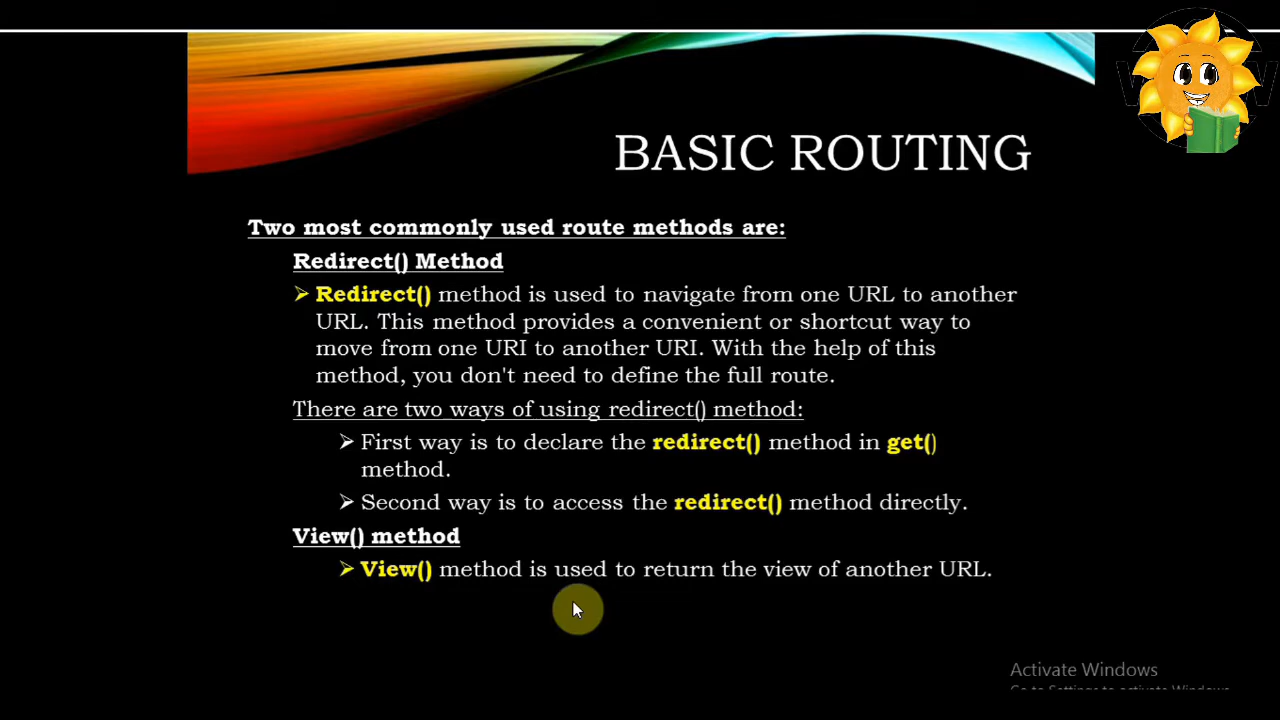 BASIC ROUTING
Two most commonly used route methods are:
Redirect() Method
➢ Redirect() method is used to navigate from one URL to another
URL. This method provides a convenient or shortcut way to
move from one URI to another URI. With the help of this
method, you don't need to define the full route.
There are two ways of using redirect() method:
➢ First way is to declare the redirect() method in get()
method.
➢ Second way is to access the redirect() method directly.
View() method
➢ View() method is used to return the view of another URL.
Activate Windows
Go to Settings to activate Windows.